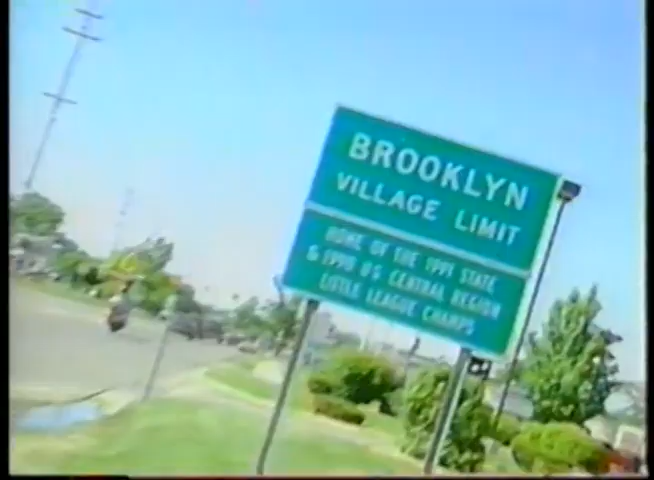 BROOKLYN
VILLAGE LIMIT
HOME OF THE 1991 STATE
& 1990 US CENTRAL REGION
LITTLE LEAGUE CHAMPS